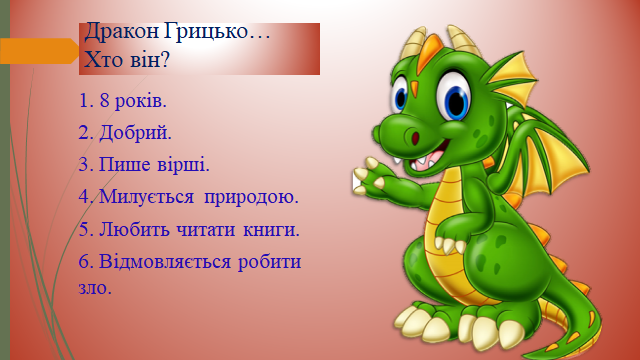 Дракон Грицько…
Хто він?
1. 8 років.
2. Добрий.
3. Пише вірші.
4. Милується природою.
5. Любить читати книги.
6. Відмовляється робити
зло.